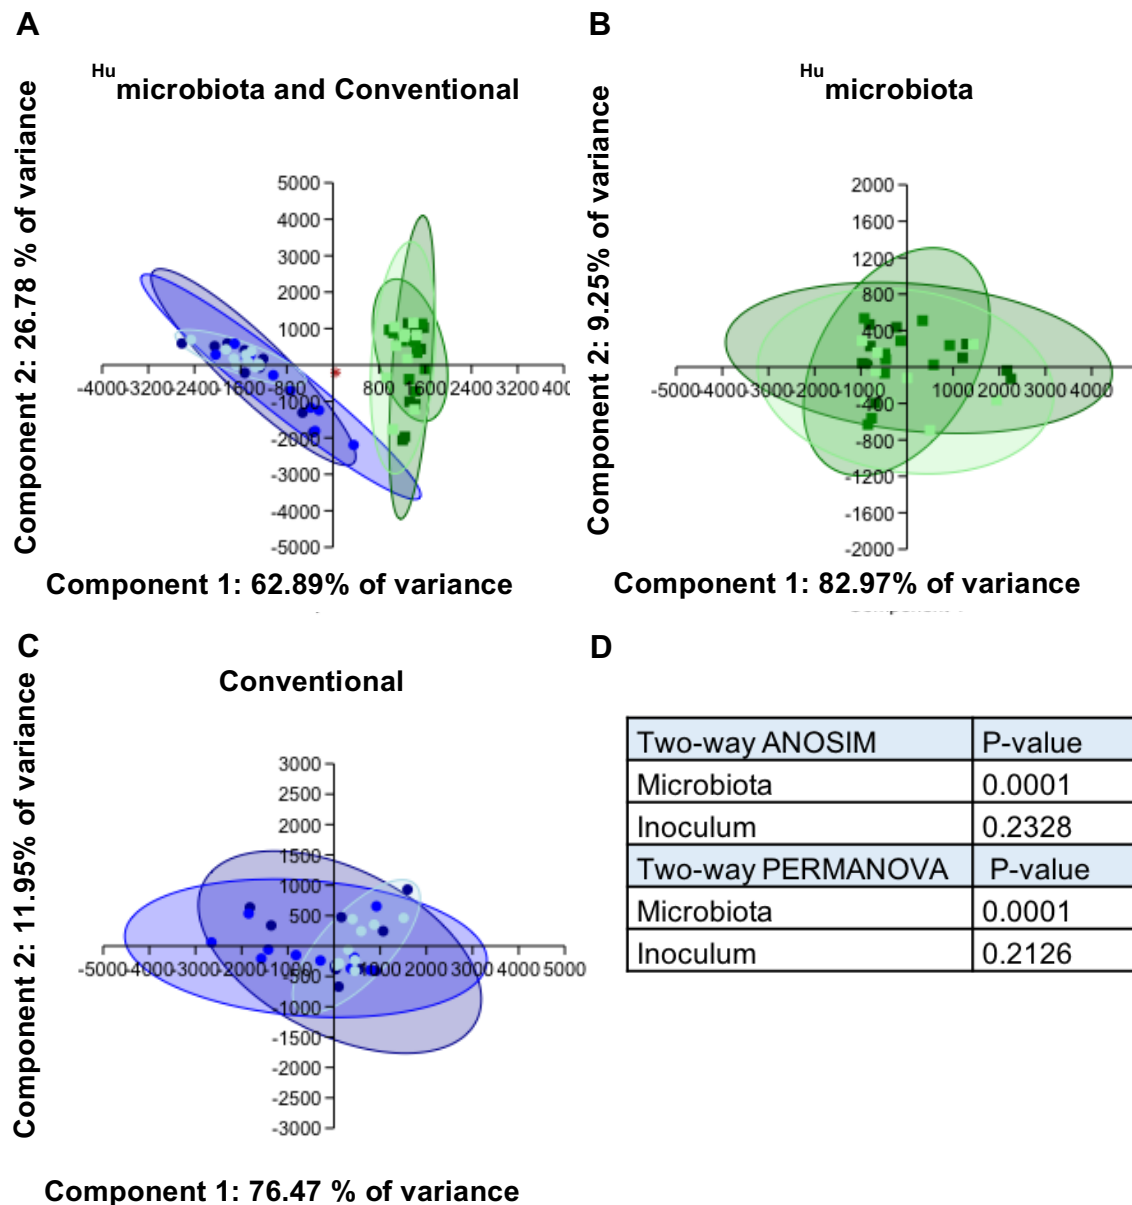 A
Hu microbiota and Conventional
Component 2: 26.78 % of variance
5000
4000
3000
2000
1000
-4000 -3200 -2400 -1600 -800 800 1600 2400 3200 400
-1000
-2000
-3000
-4000
-5000
Component 1: 62.89% of variance
B
Hu microbiota
Component 2: 9.25% of variance
2000
1600
1200
800
400
-5000 -4000 -3000 -2000 -1000 1000 2000 3000 4000
-400
-800
-1200
-1600
-2000
Component 1: 82.97% of variance
C
Conventional
Component 2: 11.95% of variance
3000
2500
2000
1500
1000
500
-5000 -4000 -3000 -2000 -1000 1000 2000 3000 4000 5000
-500
-1000
-1500
-2000
-2500
-3000
Component 1: 76.47 % of variance
D
Two-way ANOSIM P-value
Microbiota 0.0001
Inoculum 0.2328
Two-way PERMANOVA P-value
Microbiota 0.0001
Inoculum 0.2126